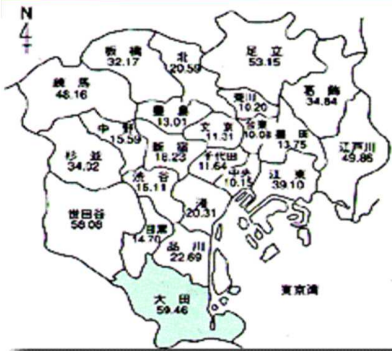 N
板橋
32.17
北
20.59
足立
53.15
練馬
48.16
葛飾
34.84
荒川
10.20
豊島
13.01
文京
11.31
台東
10.08
墨田
13.75
中野
15.59
新宿
18.23
江戸川
49.86
杉並
34.02
千代田
11.64
中央
10.15
江東
39.10
渋谷
15.11
港
20.31
世田谷
58.08
目黒
14.70
品川
22.69
大田
59.46
東京湾